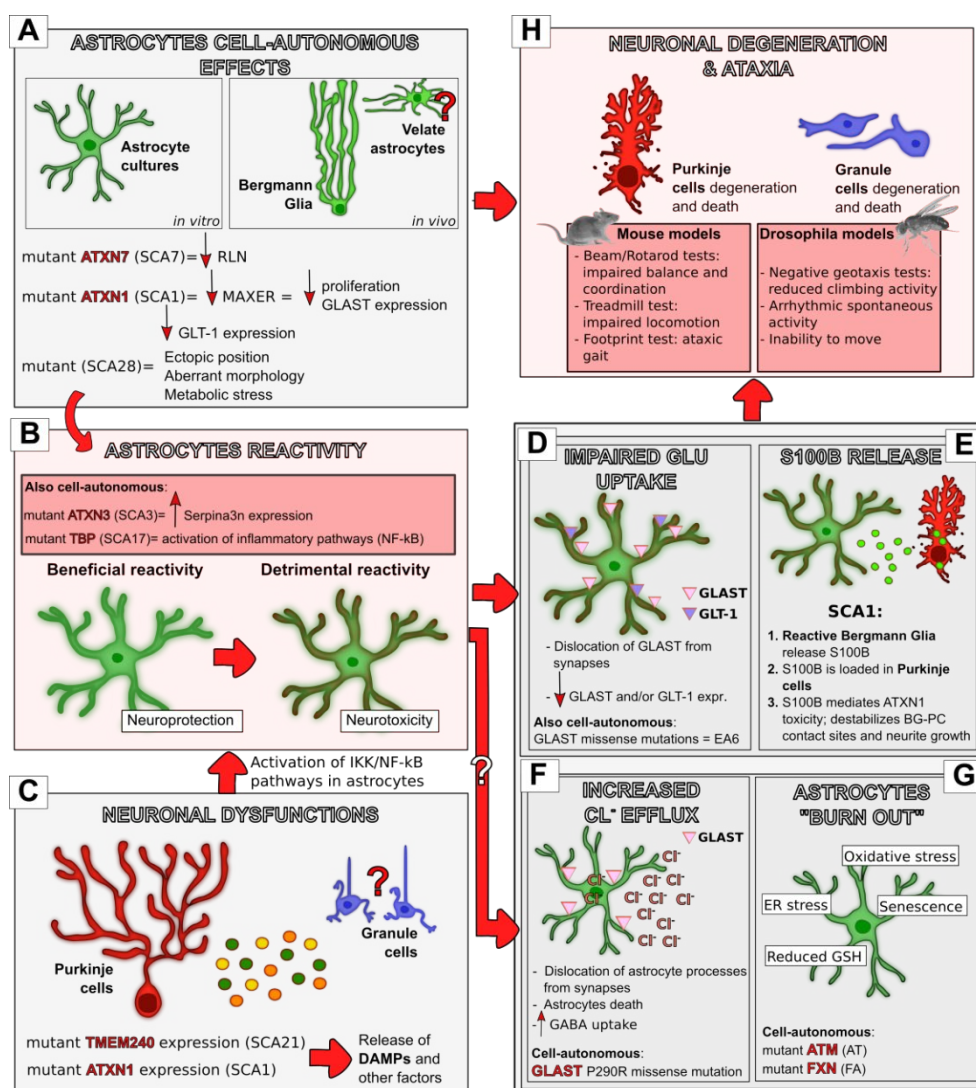 A
ASTROCYTES CELL-AUTONOMOUS
EFFECTS
Astrocyte
cultures
in vitro
?
Velate
astrocytes
Bergmann
Glia
in vivo
mutant ATXN7 (SCA7)= RLN
mutant ATXN1 (SCA1)= MAXER =
proliferation
GLAST expression
GLT-1 expression
mutant (SCA28)=
Ectopic position
Aberrant morphology
Metabolic stress
H
NEURONAL DEGENERATION
& ATAXIA
Purkinje
cells degeneration
and death
Granule
cells degeneration
and death
Mouse models
- Beam/Rotarod tests:
impaired balance and
coordination
- Treadmill test:
impaired locomotion
- Footprint test: ataxic
gait
Drosophila models
- Negative geotaxis tests:
reduced climbing activity
- Arrhythmic spontaneous
activity
- Inability to move
B
ASTROCYTES REACTIVITY
Also cell-autonomous:
mutant ATXN3 (SCA3)= Serpina3n expression
mutant TBP (SCA17)= activation of inflammatory pathways (NF-kB)
Beneficial reactivity
Detrimental reactivity
Neuroprotection
Neurotoxicity
Activation of IKK/NF-kB
pathways in astrocytes
?
C
NEURONAL DYSFUNCTIONS
Purkinje
cells
?
Granule
cells
mutant TMEM240 expression (SCA21)
mutant ATXN1 expression (SCA1)
Release of
DAMPs and
other factors
D
IMPAIRED GLU
UPTAKE
GLAST
GLT-1
- Dislocation of GLAST from
synapses
- GLAST and/or GLT-1 expr.
Also cell-autonomous:
GLAST missense mutations = EA6
E
S100B RELEASE
SCA1:
1. Reactive Bergmann Glia
release S100B
2. S100B is loaded in Purkinje
cells
3. S100B mediates ATXN1
toxicity; destabilizes BG-PC
contact sites and neurite growth
F
INCREASED
CL⁻ EFFLUX
GLAST
Cl⁻
Cl⁻ Cl⁻
Cl⁻ Cl⁻ Cl⁻
Cl⁻ Cl⁻ Cl⁻ Cl⁻
Cl⁻
Cl⁻ Cl⁻
Cl⁻ Cl⁻
- Dislocation of astrocyte processes
from synapses
- Astrocytes death
- GABA uptake
Cell-autonomous:
GLAST P290R missense mutation
G
ASTROCYTES
"BURN OUT"
Oxidative stress
ER stress
Senescence
Reduced GSH
Cell-autonomous:
mutant ATM (AT)
mutant FXN (FA)